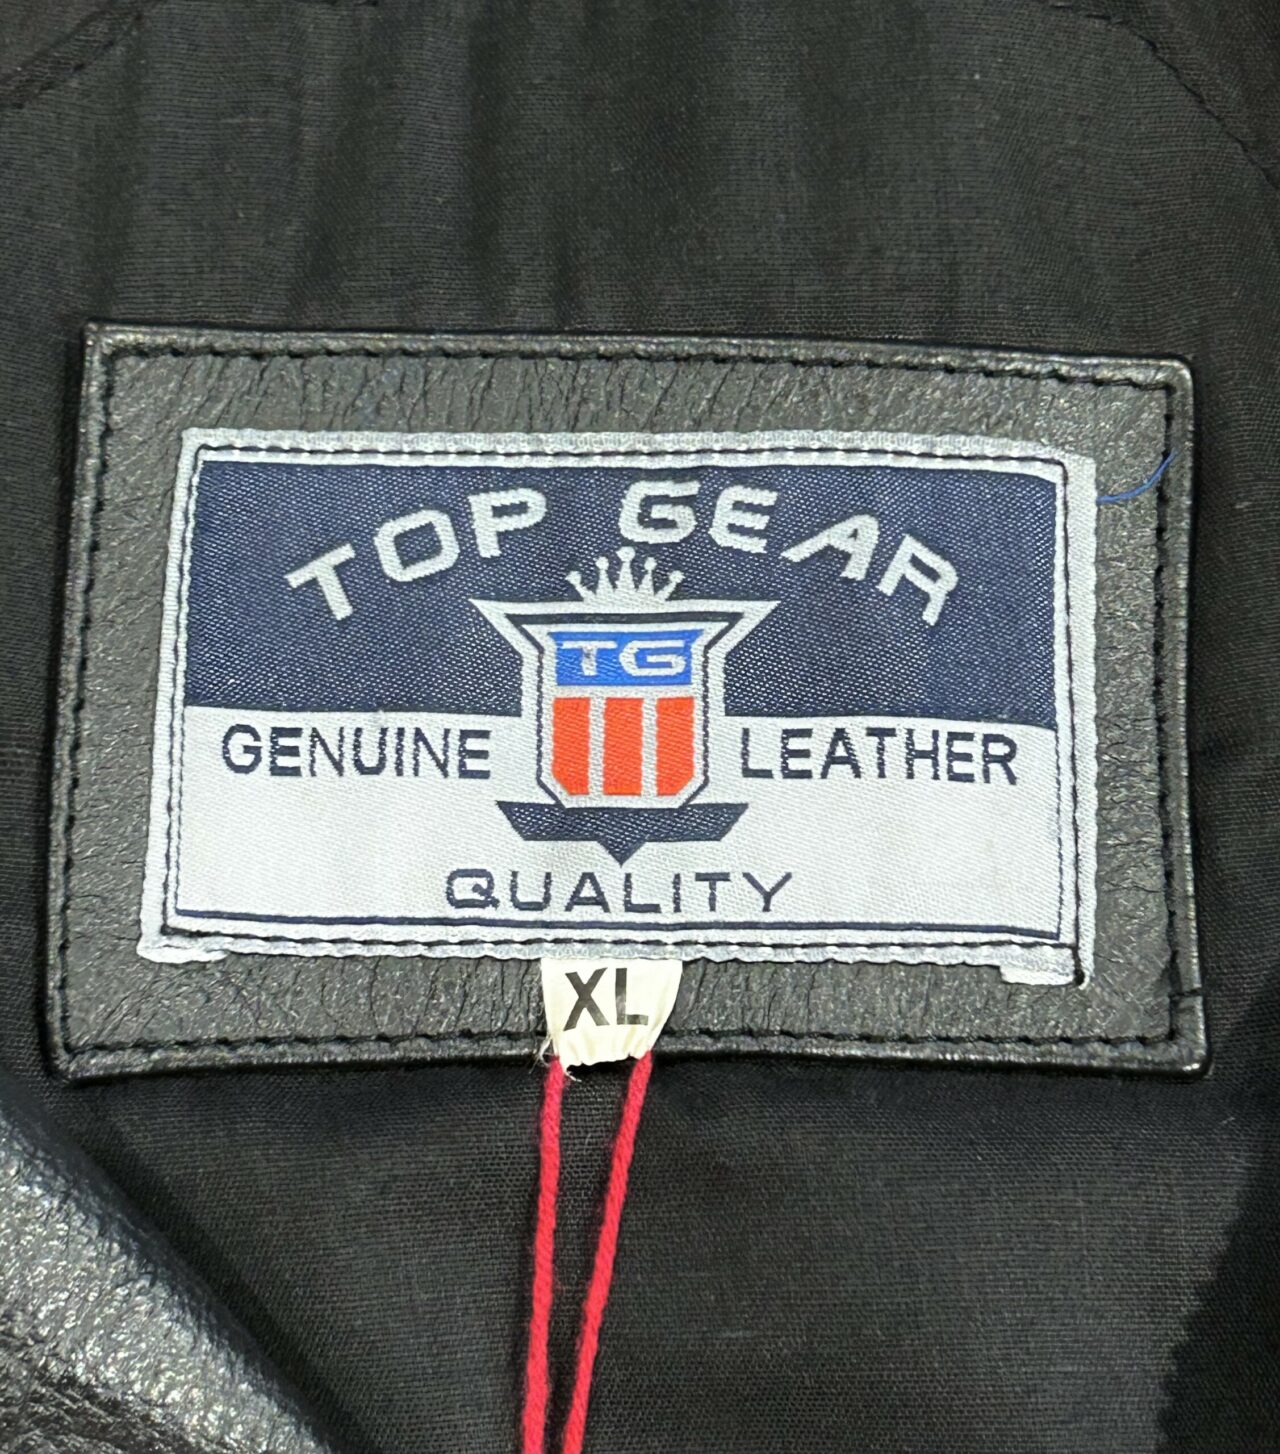 TOP GEAR
TG
GENUINE LEATHER
QUALITY
XL